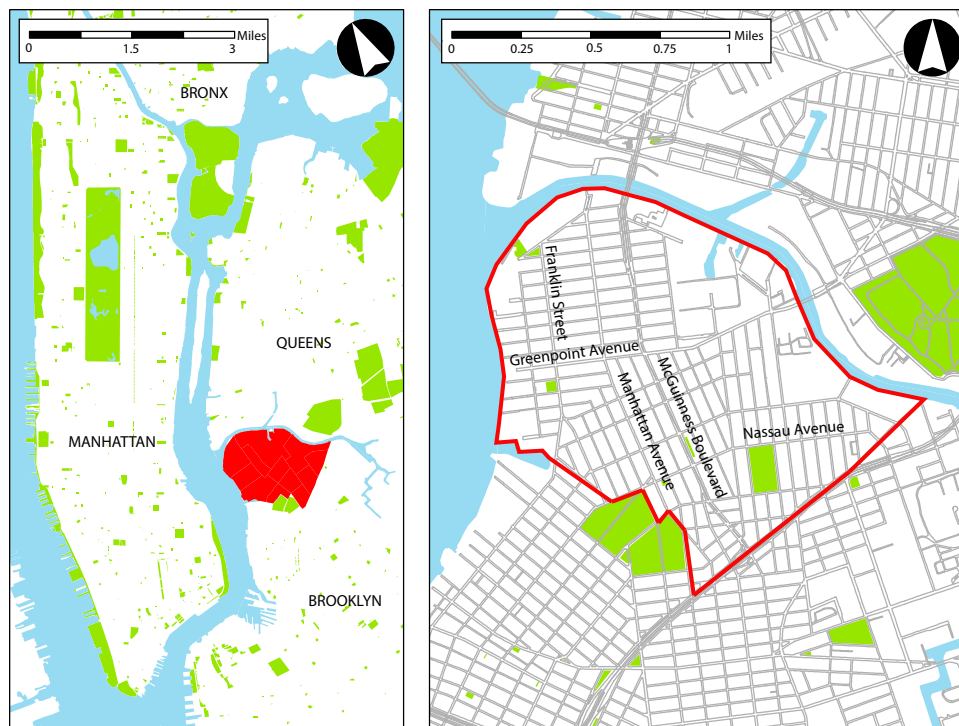 0 1.5 3 Miles
BRONX
QUEENS
MANHATTAN
BROOKLYN
0 0.25 0.5 0.75 1 Miles
Franklin Street
Greenpoint Avenue
Manhattan Avenue
McGuinness Boulevard
Nassau Avenue